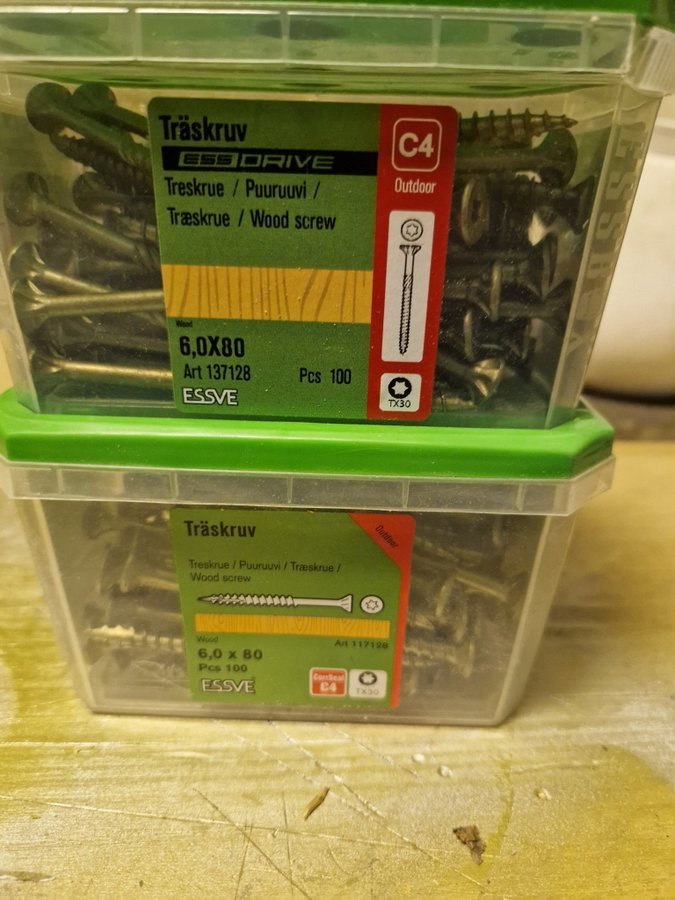 Träskruv
ESSDRIVE
Treskrue / Puuruuvi /
Træskrue / Wood screw
C4
Outdoor
Wood
6,0X80
Art 137128 Pcs 100
ESSVE
TX30
Träskruv
Outdoor
Treskrue / Puuruuvi / Træskrue /
Wood screw
Wood
Art 117128
6,0 x 80
Pcs 100
ESSVE
CorrSeal
C4
TX30